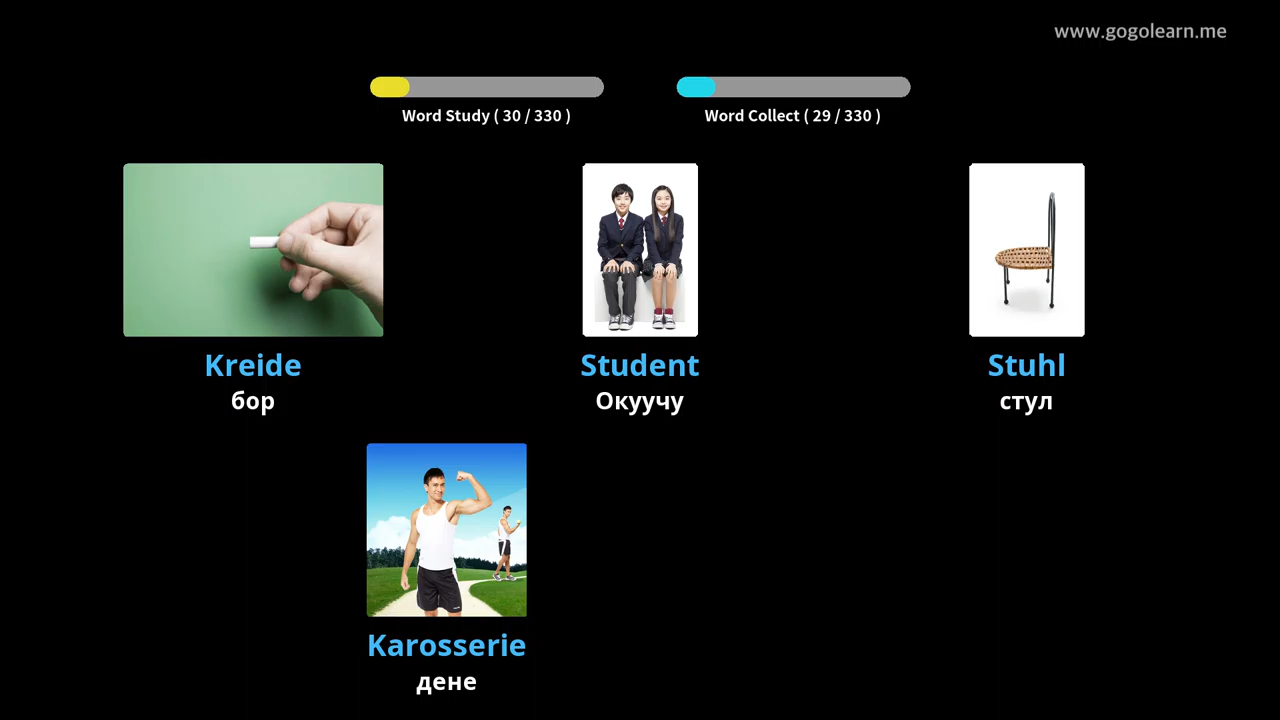 www.gogolearn.me
Word Study ( 30 / 330 )
Word Collect ( 29 / 330 )
Kreide
бор
Student
Окуучу
Stuhl
стул
Karosserie
дене